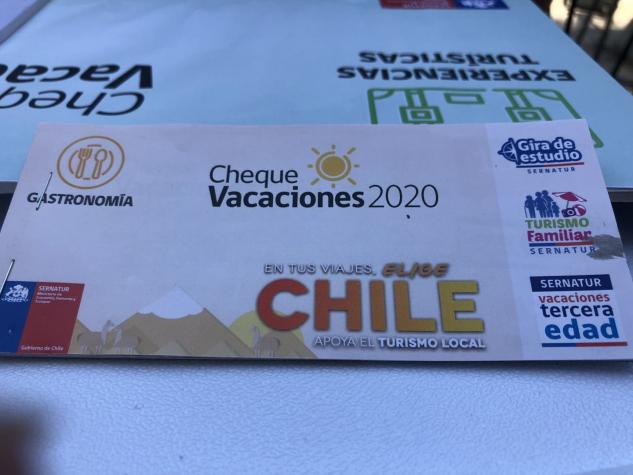 EXPERIENCIAS
TURÍSTICAS
Cheq
Vaca
GASTRONOMÍA
Cheque
Vacaciones 2020
Gira de
estudio
SERNATUR
TURISMO
Familiar
SERNATUR
SERNATUR
vacaciones
tercera
edad
EN TUS VIAJES, ELIGE
CHILE
APOYA EL TURISMO LOCAL
SERNATUR
Gobierno de Chile